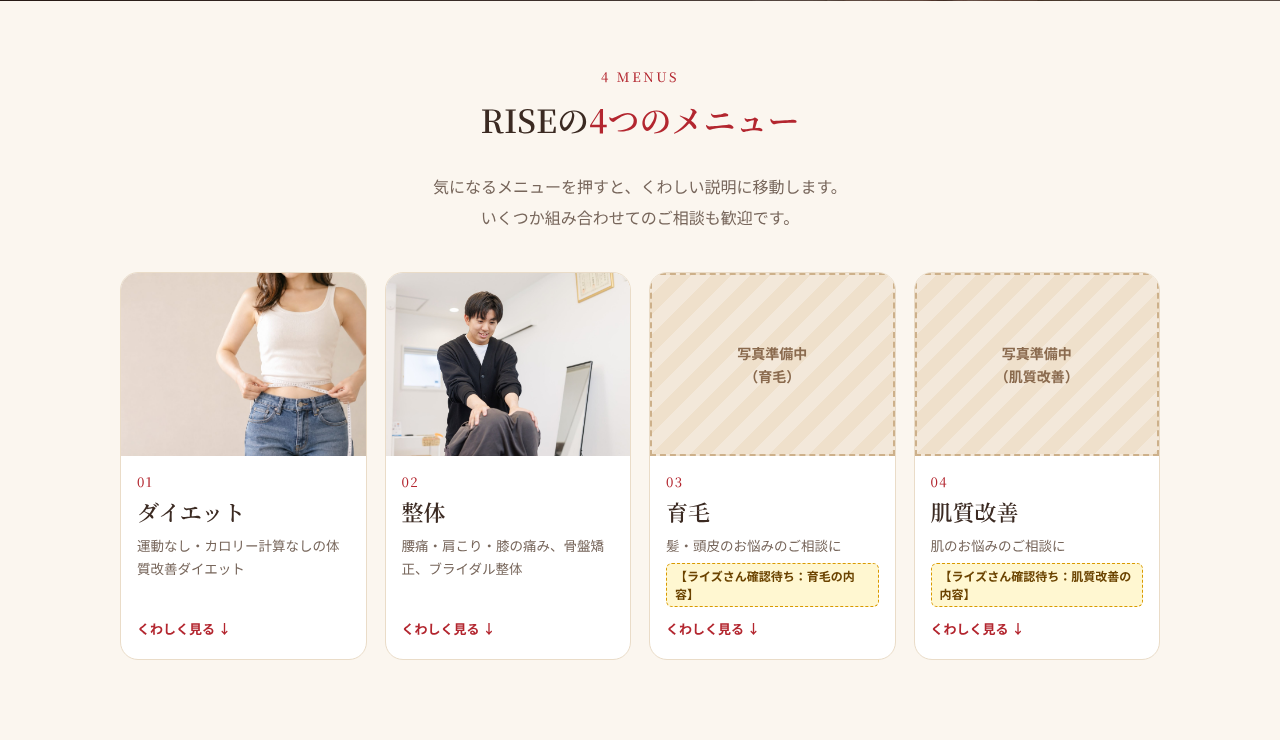 4 MENUS
RISEの4つのメニュー
気になるメニューを押すと、くわしい説明に移動します。
いくつか組み合わせてのご相談も歓迎です。
01
ダイエット
運動なし・カロリー計算なしの体
質改善ダイエット
くわしく見る ↓
02
整体
腰痛・肩こり・膝の痛み、骨盤矯
正、ブライダル整体
くわしく見る ↓
写真準備中
（育毛）
03
育毛
髪・頭皮のお悩みのご相談に
【ライズさん確認待ち：育毛の内
容】
くわしく見る ↓
写真準備中
（肌質改善）
04
肌質改善
肌のお悩みのご相談に
【ライズさん確認待ち：肌質改善の
内容】
くわしく見る ↓